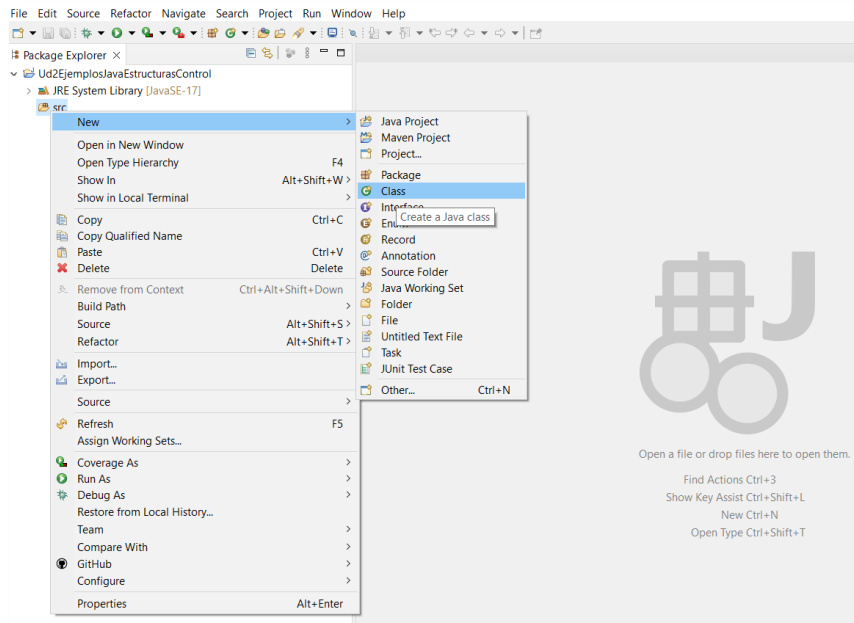 File Edit Source Refactor Navigate Search Project Run Window Help
Package Explorer
Ud2EjemplosJavaEstructurasControl
JRE System Library [JavaSE-17]
src
New
Open in New Window
Open Type Hierarchy F4
Show In Alt+Shift+W
Show in Local Terminal
Copy Ctrl+C
Copy Qualified Name
Paste Ctrl+V
Delete Delete
Remove from Context Ctrl+Alt+Shift+Down
Build Path
Source Alt+Shift+S
Refactor Alt+Shift+T
Import...
Export...
Source
Refresh F5
Assign Working Sets...
Coverage As
Run As
Debug As
Restore from Local History...
Team
Compare With
GitHub
Configure
Properties Alt+Enter
Java Project
Maven Project
Project...
Package
Class
Interface
Create a Java class
Record
Annotation
Source Folder
Java Working Set
Folder
File
Untitled Text File
Task
JUnit Test Case
Other... Ctrl+N
Open a file or drop files here to open them.
Find Actions Ctrl+3
Show Key Assist Ctrl+Shift+L
New Ctrl+N
Open Type Ctrl+Shift+T